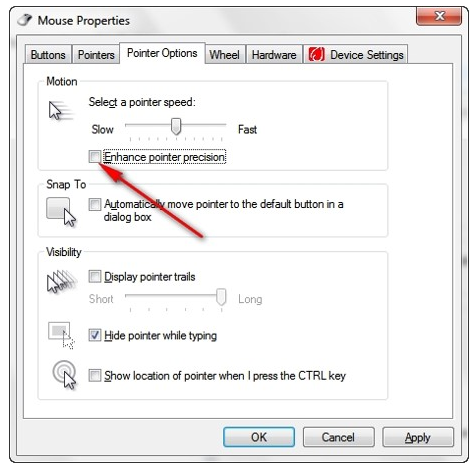 Mouse Properties
Buttons Pointers Pointer Options Wheel Hardware Device Settings
Motion
Select a pointer speed:
Slow Fast
Enhance pointer precision
Snap To
Automatically move pointer to the default button in a
dialog box
Visibility
Display pointer trails
Short Long
Hide pointer while typing
Show location of pointer when I press the CTRL key
OK Cancel Apply